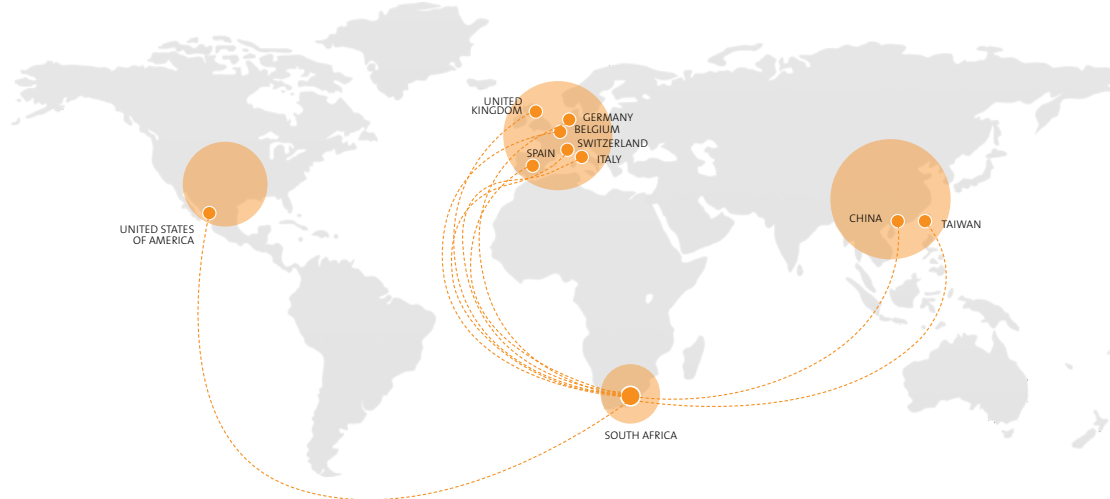 UNITED
KINGDOM
GERMANY
BELGIUM
SWITZERLAND
SPAIN
ITALY
CHINA
TAIWAN
UNITED STATES
OF AMERICA
SOUTH AFRICA